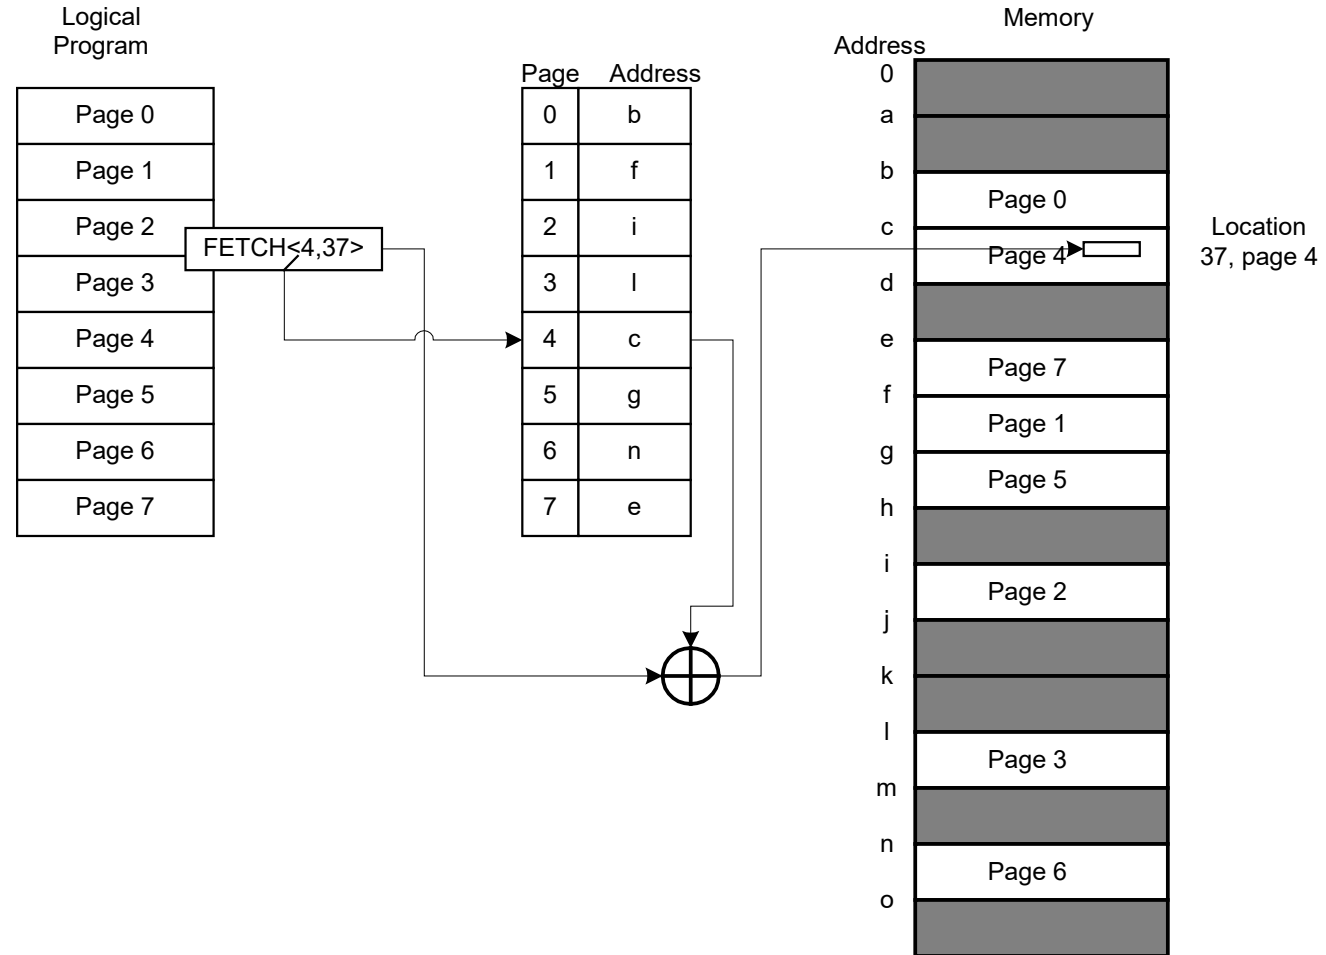 Logical
Program
Page 0
Page 1
Page 2
Page 3
Page 4
Page 5
Page 6
Page 7
FETCH<4,37>
Page Address
0 b
1 f
2 i
3 l
4 c
5 g
6 n
7 e
Memory
Address
0
a
b
Page 0
c
Page 4
d
e
Page 7
f
Page 1
g
Page 5
h
i
Page 2
j
k
l
Page 3
m
n
Page 6
o
Location
37, page 4